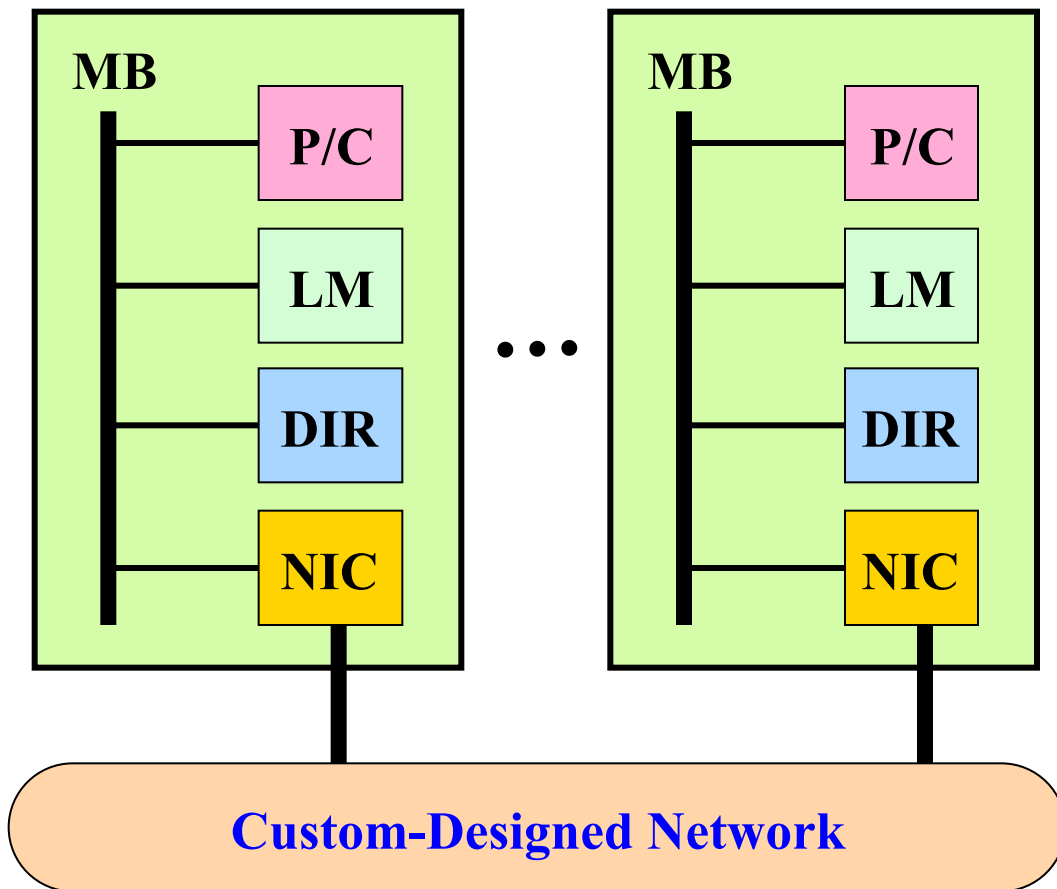 MB
P/C
LM
DIR
NIC
MB
P/C
LM
DIR
NIC
Custom-Designed Network